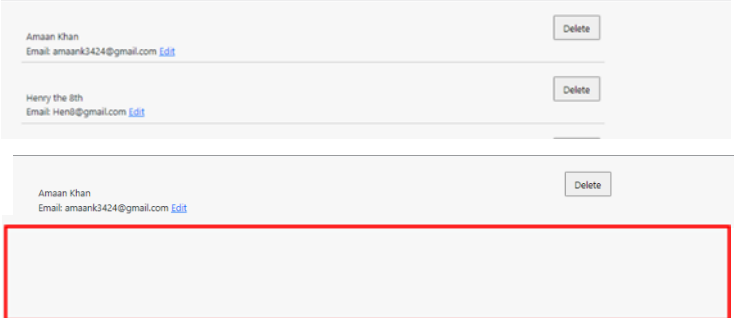 Delete
Amaan Khan
Email: amaank3424@gmail.com Edit
Delete
Henry the 8th
Email: Hen8@gmail.com Edit
Delete
Amaan Khan
Email: amaank3424@gmail.com Edit